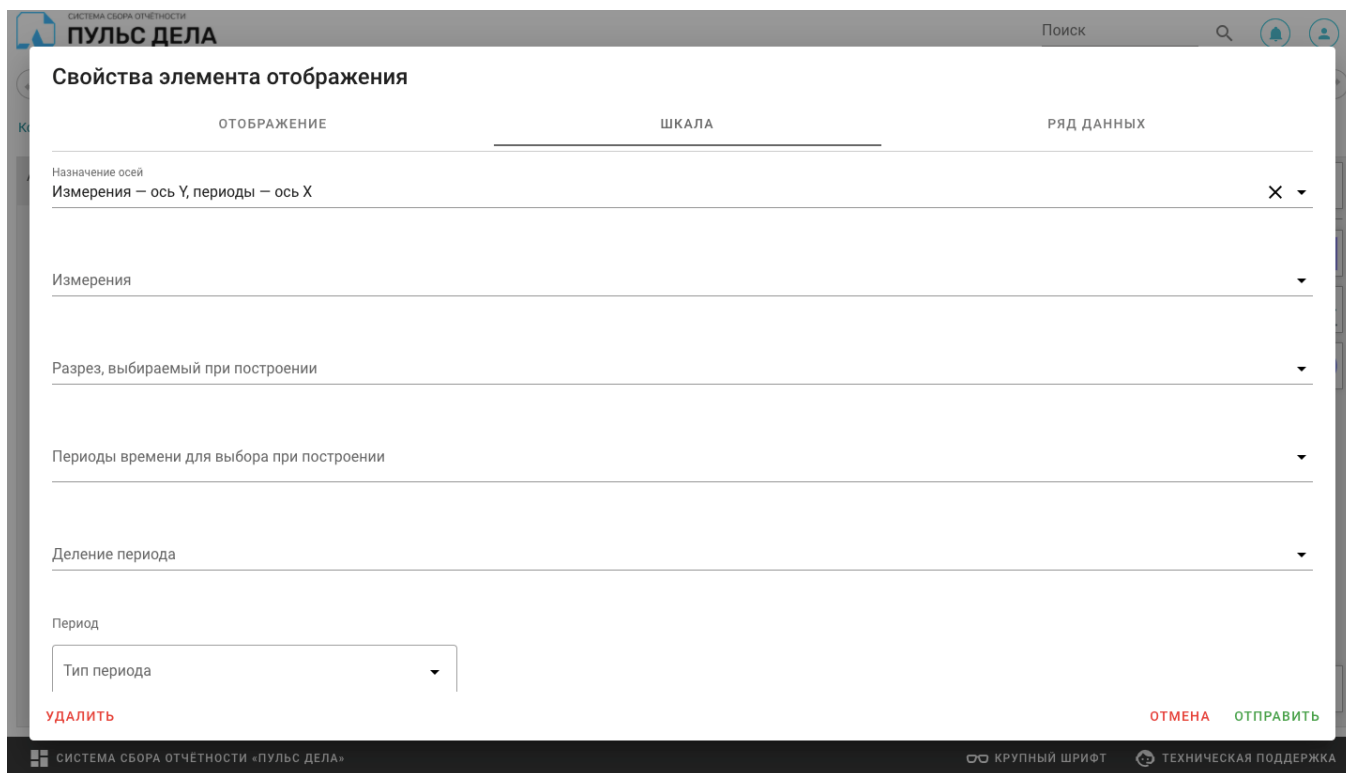 СИСТЕМА СБОРА ОТЧЁТНОСТИ
ПУЛЬС ДЕЛА
Поиск
Свойства элемента отображения
ОТОБРАЖЕНИЕ ШКАЛА РЯД ДАННЫХ
Назначение осей
Измерения — ось Y, периоды — ось X
Измерения
Разрез, выбираемый при построении
Периоды времени для выбора при построении
Деление периода
Период
Тип периода
УДАЛИТЬ ОТМЕНА ОТПРАВИТЬ
СИСТЕМА СБОРА ОТЧЁТНОСТИ «ПУЛЬС ДЕЛА» КРУПНЫЙ ШРИФТ ТЕХНИЧЕСКАЯ ПОДДЕРЖКА